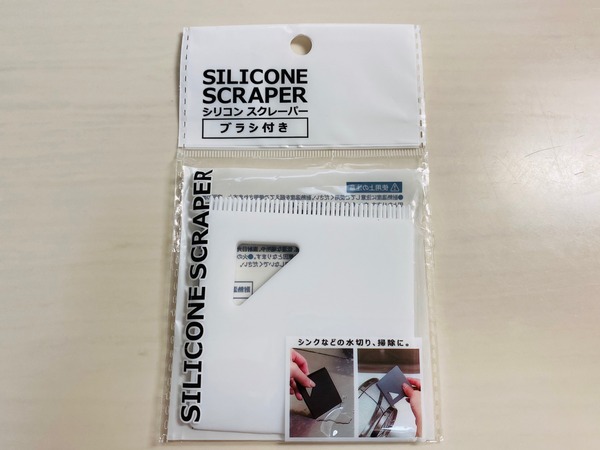 SILICONE
SCRAPER
シリコン スクレーパー
ブラシ付き
SILICONE SCRAPER
シンクなどの水切り、掃除に。